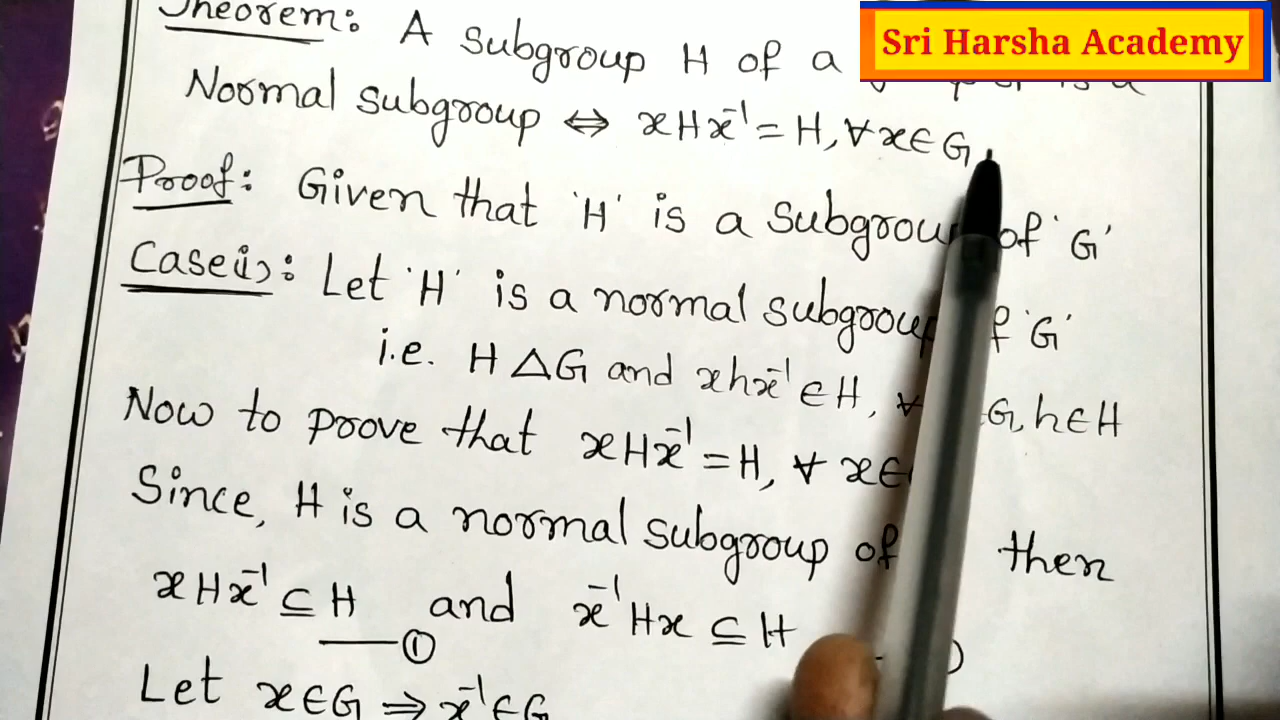 Sri Harsha Academy
Theorem: A subgroup H of a is a
Normal subgroup ⇔ xHx⁻¹ = H, ∀ x∈G
Proof: Given that 'H' is a subgroup of 'G'
Case(i): Let 'H' is a normal subgroup of 'G'
i.e. H △ G and xhx⁻¹ ∈ H, ∀ G, h∈H
Now to prove that xHx⁻¹ = H, ∀ x∈
Since, H is a normal subgroup of then
xHx⁻¹ ⊆ H and x⁻¹Hx ⊆ H
—— ①
Let x∈G ⇒ x⁻¹∈G